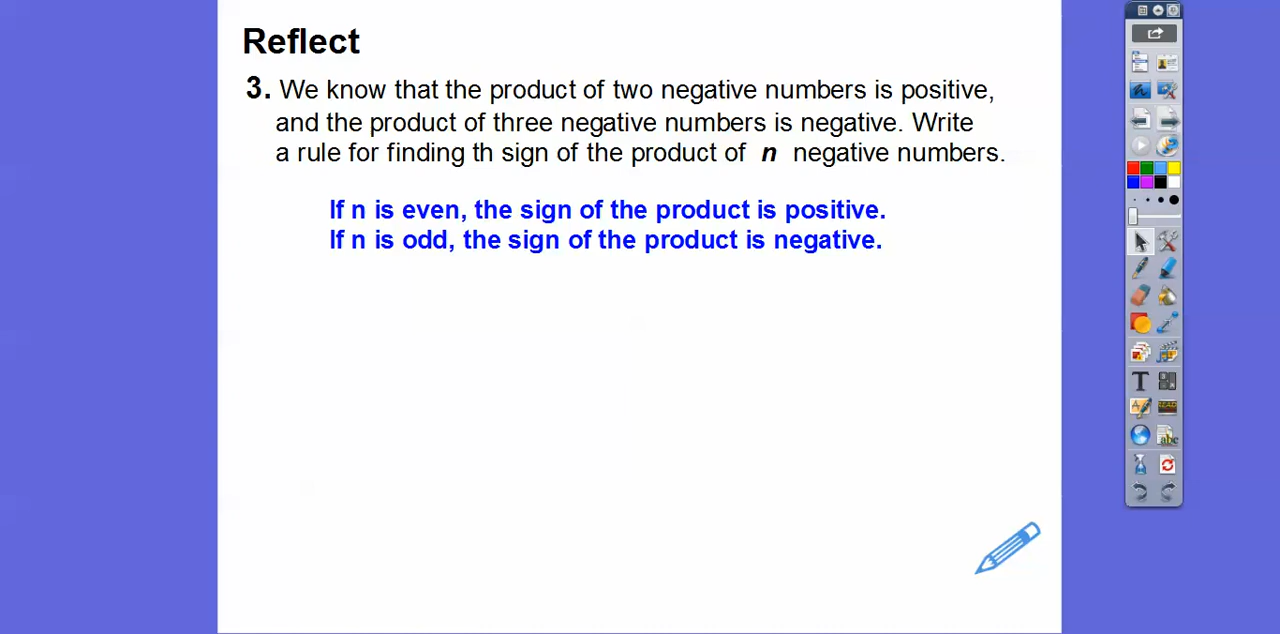 Reflect
3. We know that the product of two negative numbers is positive,
and the product of three negative numbers is negative. Write
a rule for finding th sign of the product of n negative numbers.
If n is even, the sign of the product is positive.
If n is odd, the sign of the product is negative.